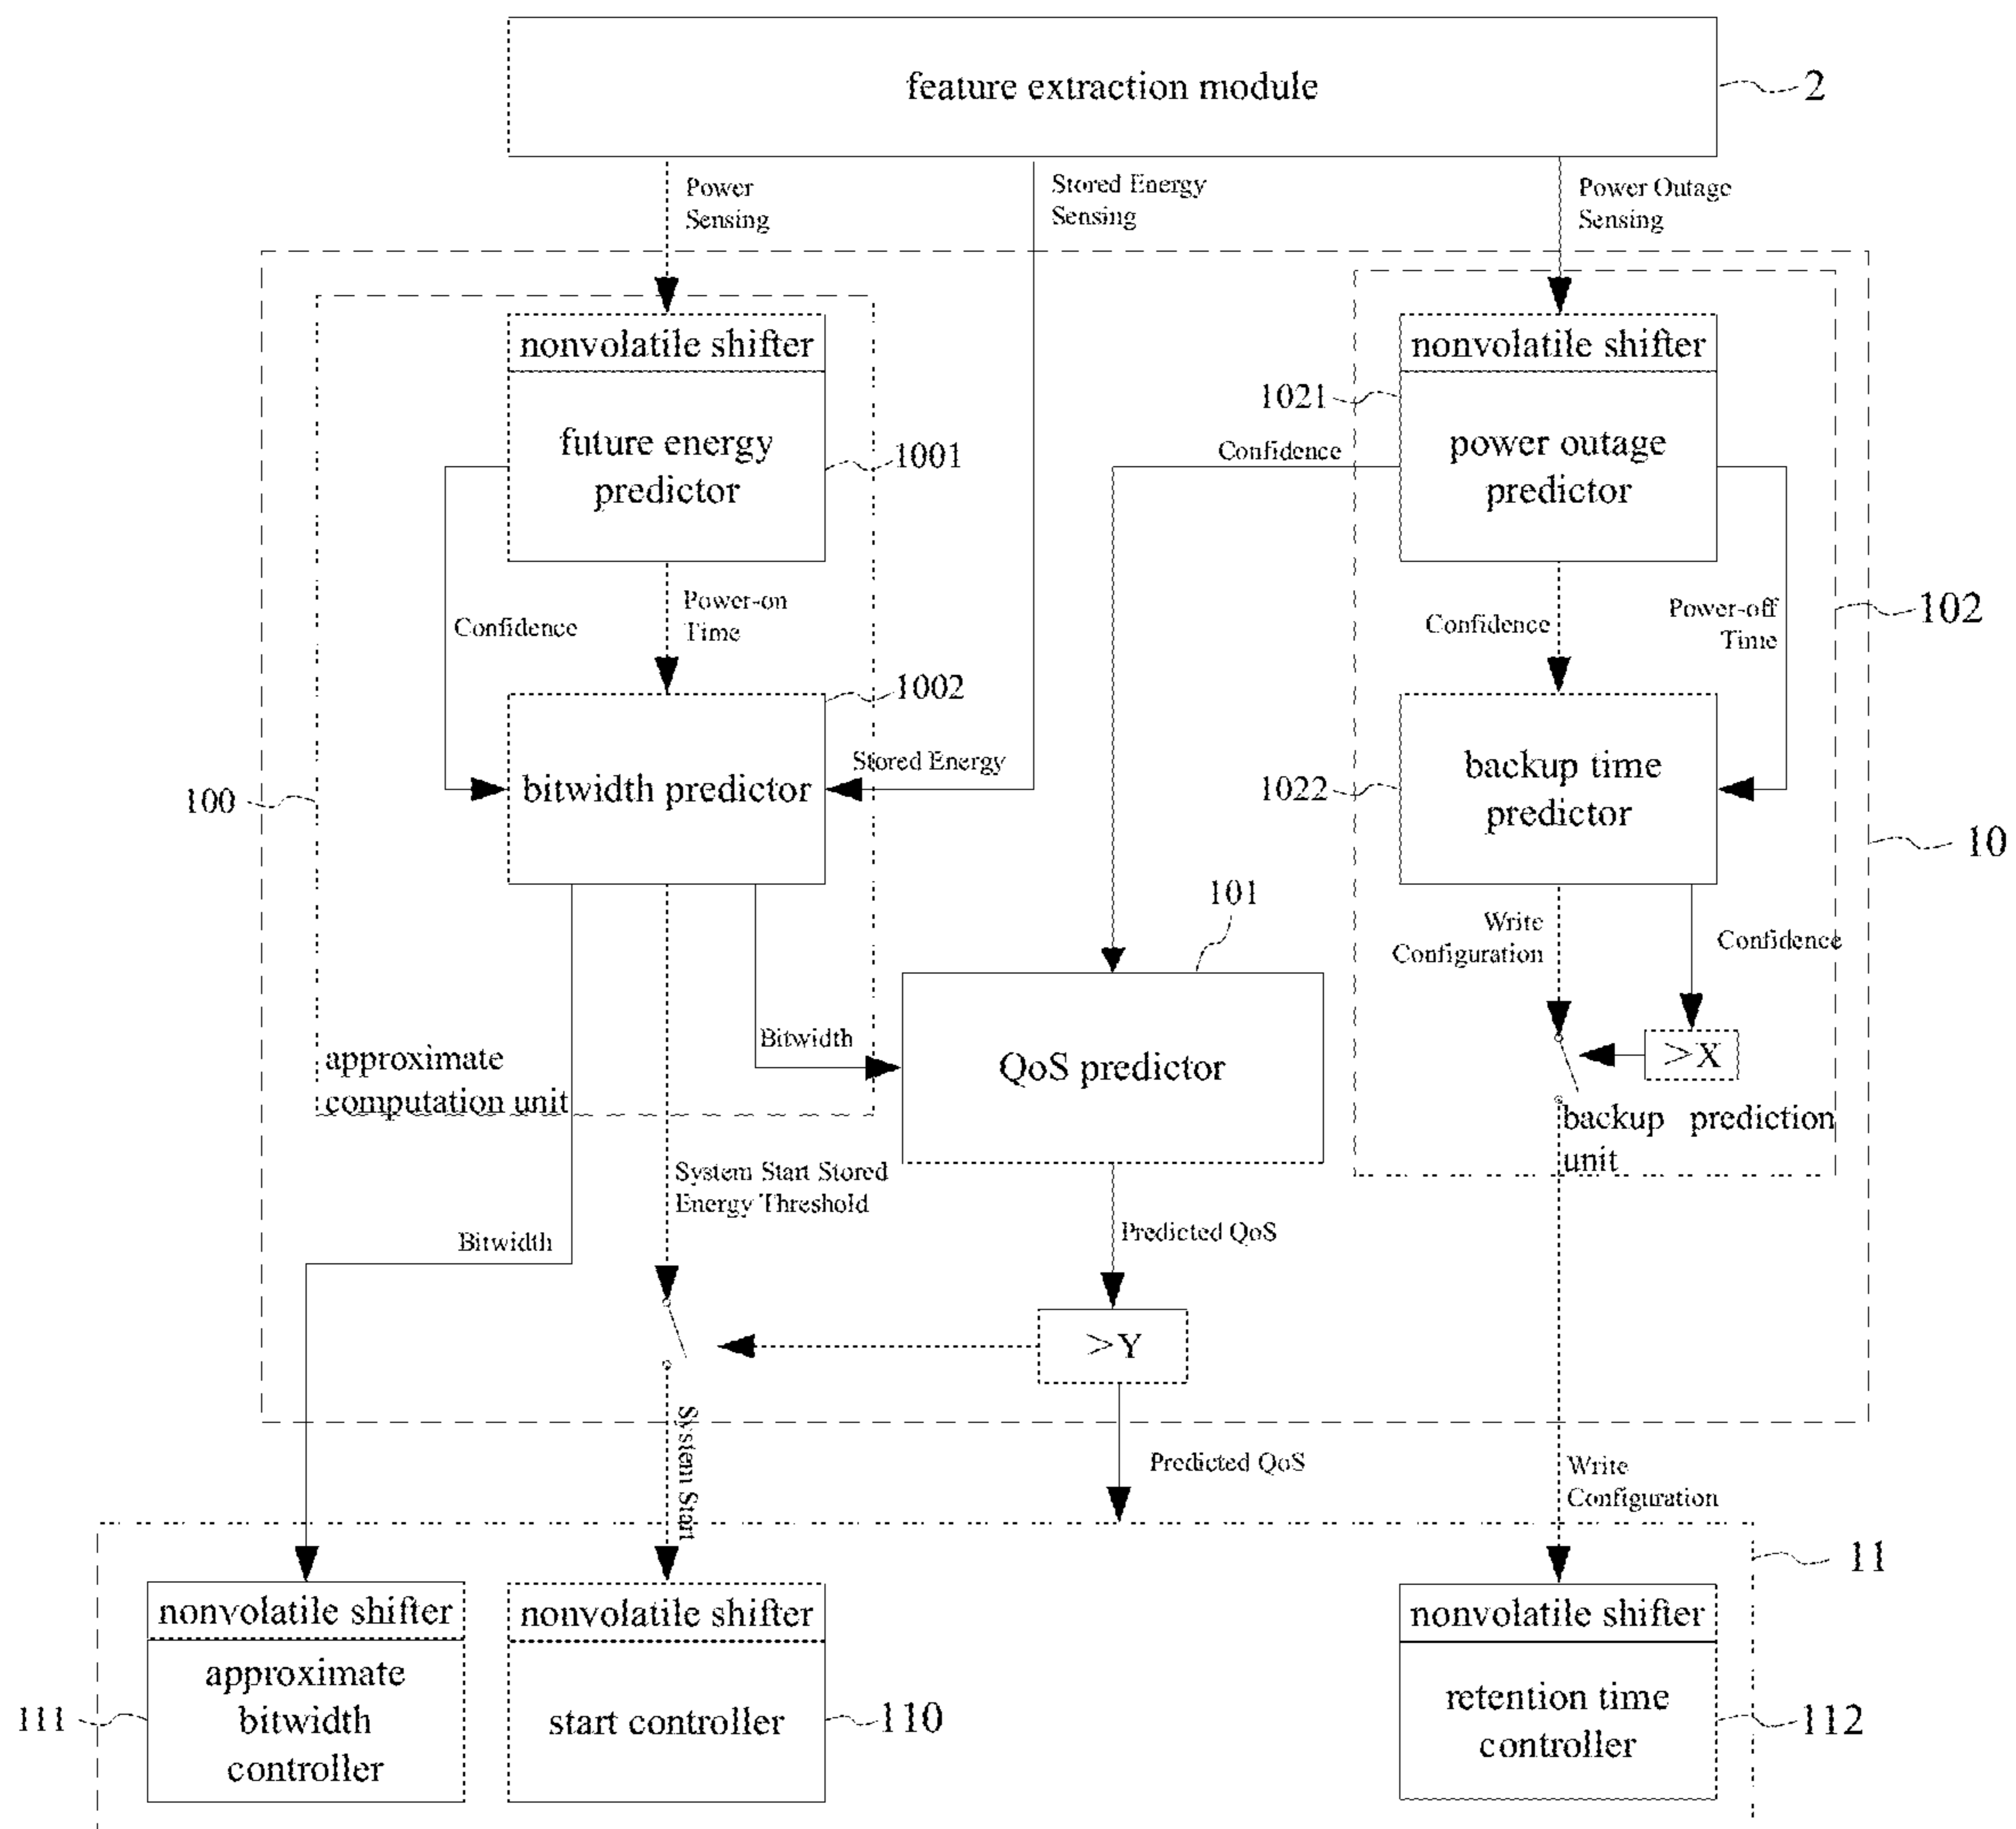 feature extraction module
2
Power
Sensing
Stored Energy
Sensing
Power Outage
Sensing
nonvolatile shifter
nonvolatile shifter
1021
future energy
predictor
1001
Confidence
power outage
predictor
Confidence
Power-on
Time
Confidence
Power-off
Time
102
1002
bitwidth predictor
Stored Energy
100
backup time
predictor
1022
10
101
Write
Configuration
Confidence
Bitwidth
QoS predictor
>X
approximate
computation unit
backup prediction
unit
System Start Stored
Energy Threshold
Bitwidth
Predicted QoS
>Y
System Start
Predicted QoS
Write
Configuration
11
nonvolatile shifter
nonvolatile shifter
nonvolatile shifter
approximate
bitwidth
controller
111
start controller
110
retention time
controller
112